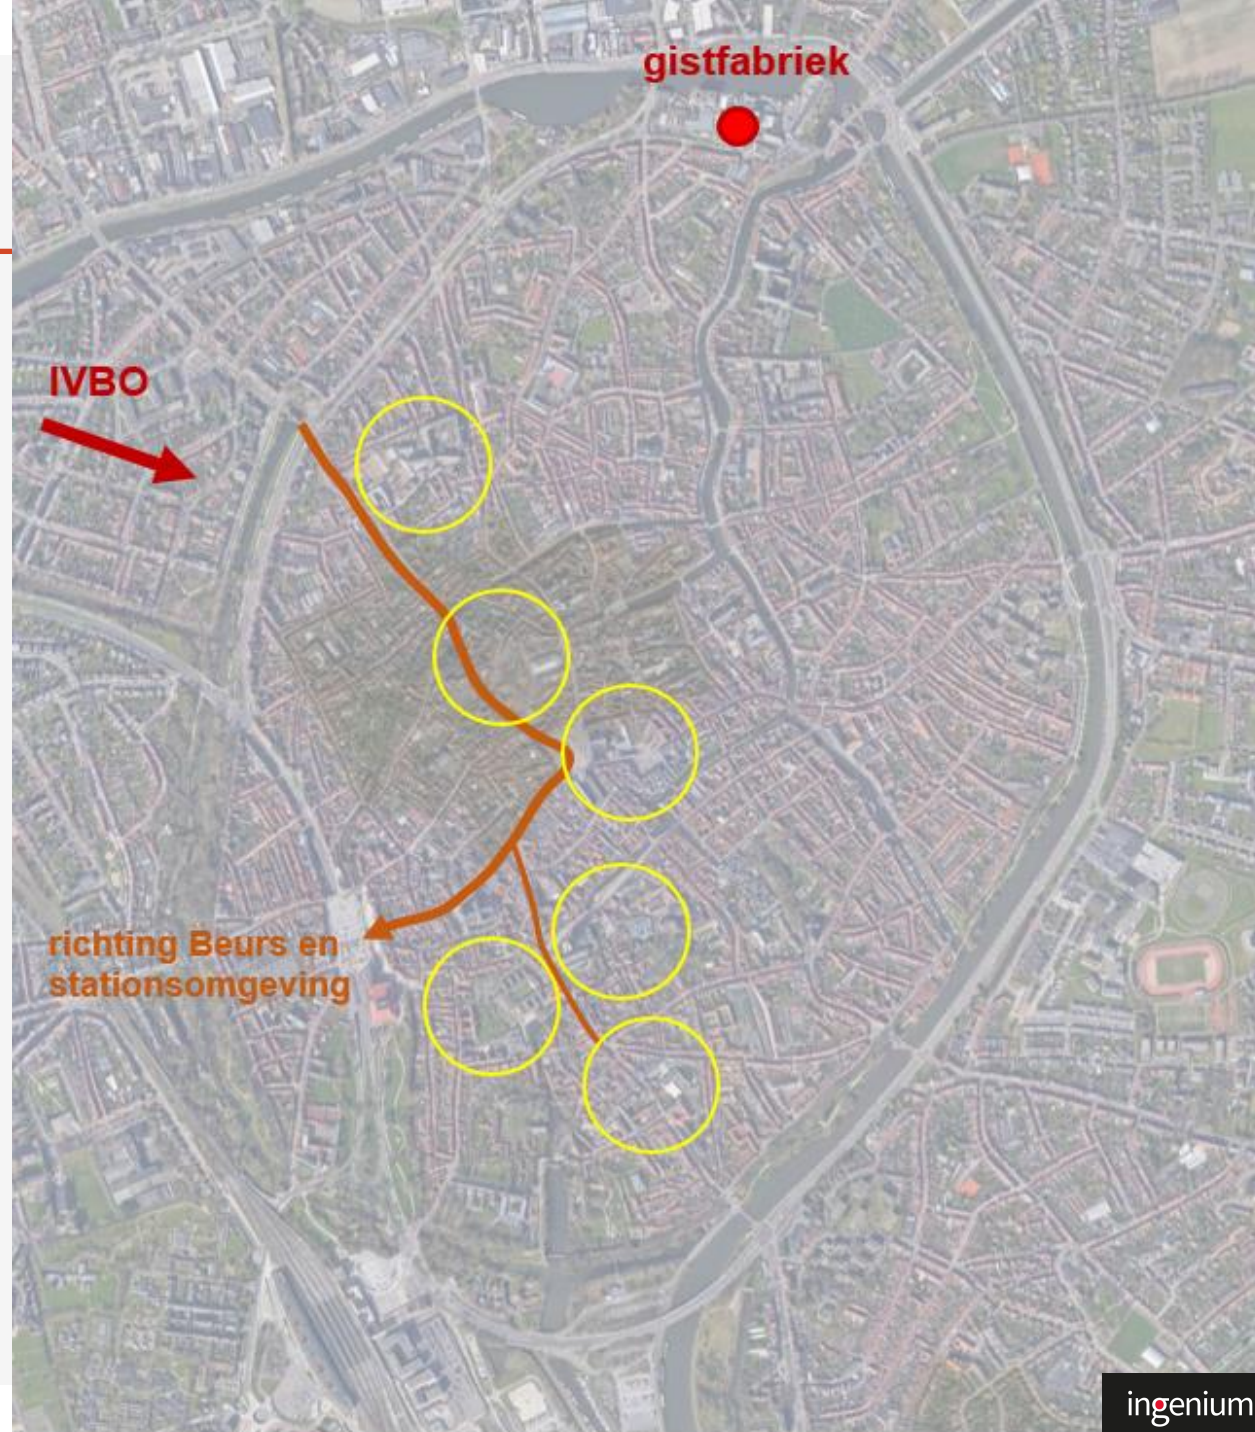 gistfabriek
IVBO
richting Beurs en
stationsomgeving
ingenium